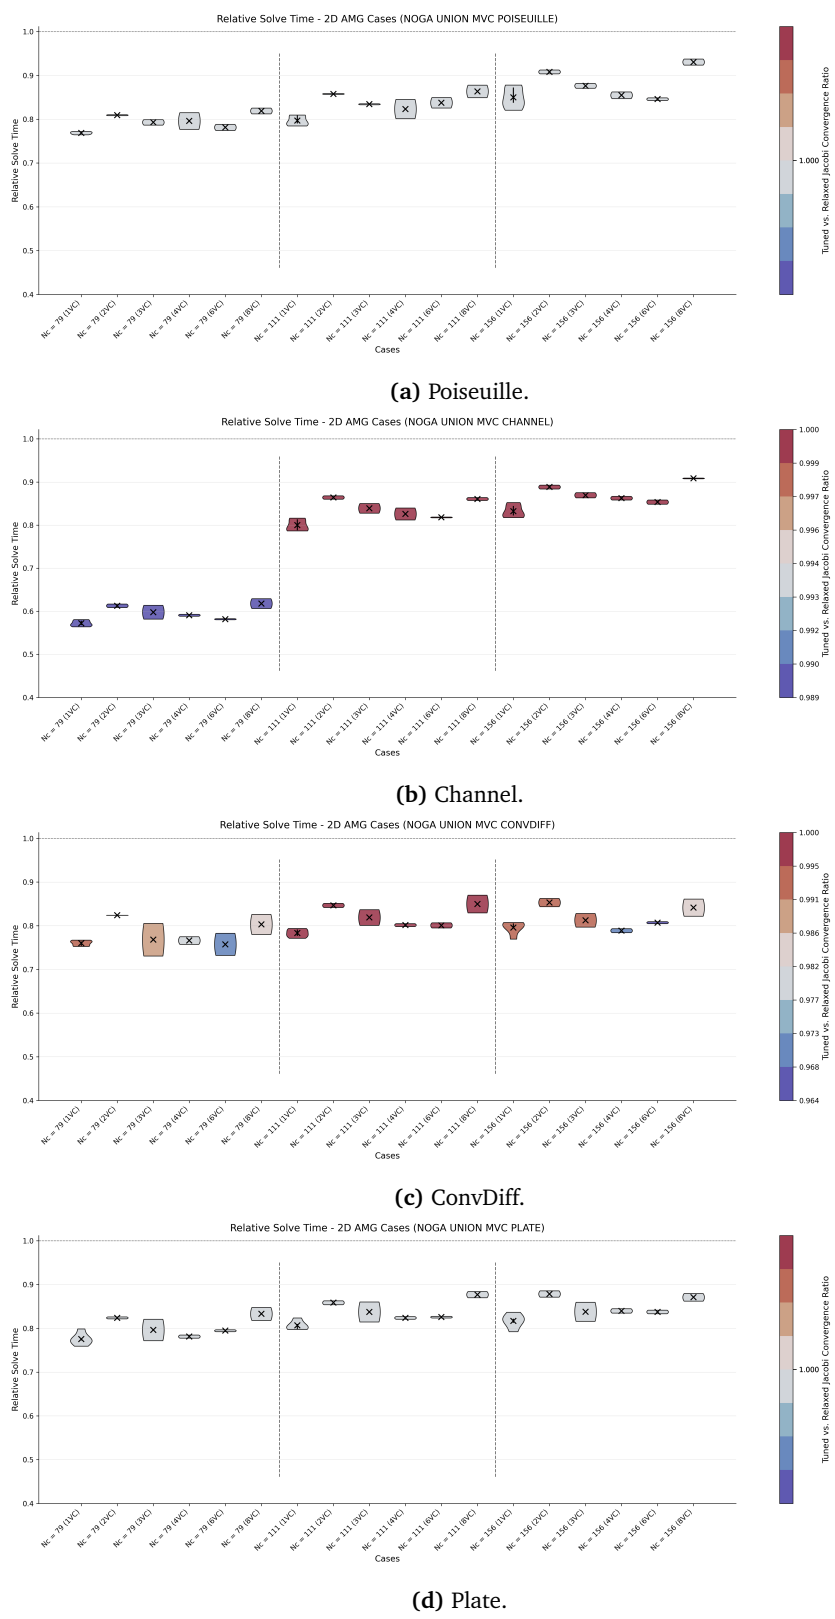 Relative Solve Time - 2D AMG Cases (NOGA UNION MVC POISEUILLE)
Relative Solve Time
1.0
0.9
0.8
0.7
0.6
0.5
0.4
Nc = 79 (1VC)
Nc = 79 (2VC)
Nc = 79 (3VC)
Nc = 79 (4VC)
Nc = 79 (6VC)
Nc = 79 (8VC)
Nc = 111 (1VC)
Nc = 111 (2VC)
Nc = 111 (3VC)
Nc = 111 (4VC)
Nc = 111 (6VC)
Nc = 111 (8VC)
Nc = 156 (1VC)
Nc = 156 (2VC)
Nc = 156 (3VC)
Nc = 156 (4VC)
Nc = 156 (6VC)
Nc = 156 (8VC)
Cases
1.000
Tuned vs. Relaxed Jacobi Convergence Ratio
(a) Poiseuille.
Relative Solve Time - 2D AMG Cases (NOGA UNION MVC CHANNEL)
Relative Solve Time
1.0
0.9
0.8
0.7
0.6
0.5
0.4
Nc = 79 (1VC)
Nc = 79 (2VC)
Nc = 79 (3VC)
Nc = 79 (4VC)
Nc = 79 (6VC)
Nc = 79 (8VC)
Nc = 111 (1VC)
Nc = 111 (2VC)
Nc = 111 (3VC)
Nc = 111 (4VC)
Nc = 111 (6VC)
Nc = 111 (8VC)
Nc = 156 (1VC)
Nc = 156 (2VC)
Nc = 156 (3VC)
Nc = 156 (4VC)
Nc = 156 (6VC)
Nc = 156 (8VC)
Cases
1.000
0.999
0.997
0.996
0.994
0.993
0.992
0.990
0.989
Tuned vs. Relaxed Jacobi Convergence Ratio
(b) Channel.
Relative Solve Time - 2D AMG Cases (NOGA UNION MVC CONVDIFF)
Relative Solve Time
1.0
0.9
0.8
0.7
0.6
0.5
0.4
Nc = 79 (1VC)
Nc = 79 (2VC)
Nc = 79 (3VC)
Nc = 79 (4VC)
Nc = 79 (6VC)
Nc = 79 (8VC)
Nc = 111 (1VC)
Nc = 111 (2VC)
Nc = 111 (3VC)
Nc = 111 (4VC)
Nc = 111 (6VC)
Nc = 111 (8VC)
Nc = 156 (1VC)
Nc = 156 (2VC)
Nc = 156 (3VC)
Nc = 156 (4VC)
Nc = 156 (6VC)
Nc = 156 (8VC)
Cases
1.000
0.995
0.991
0.986
0.982
0.977
0.973
0.968
0.964
Tuned vs. Relaxed Jacobi Convergence Ratio
(c) ConvDiff.
Relative Solve Time - 2D AMG Cases (NOGA UNION MVC PLATE)
Relative Solve Time
1.0
0.9
0.8
0.7
0.6
0.5
0.4
Nc = 79 (1VC)
Nc = 79 (2VC)
Nc = 79 (3VC)
Nc = 79 (4VC)
Nc = 79 (6VC)
Nc = 79 (8VC)
Nc = 111 (1VC)
Nc = 111 (2VC)
Nc = 111 (3VC)
Nc = 111 (4VC)
Nc = 111 (6VC)
Nc = 111 (8VC)
Nc = 156 (1VC)
Nc = 156 (2VC)
Nc = 156 (3VC)
Nc = 156 (4VC)
Nc = 156 (6VC)
Nc = 156 (8VC)
Cases
1.000
Tuned vs. Relaxed Jacobi Convergence Ratio
(d) Plate.